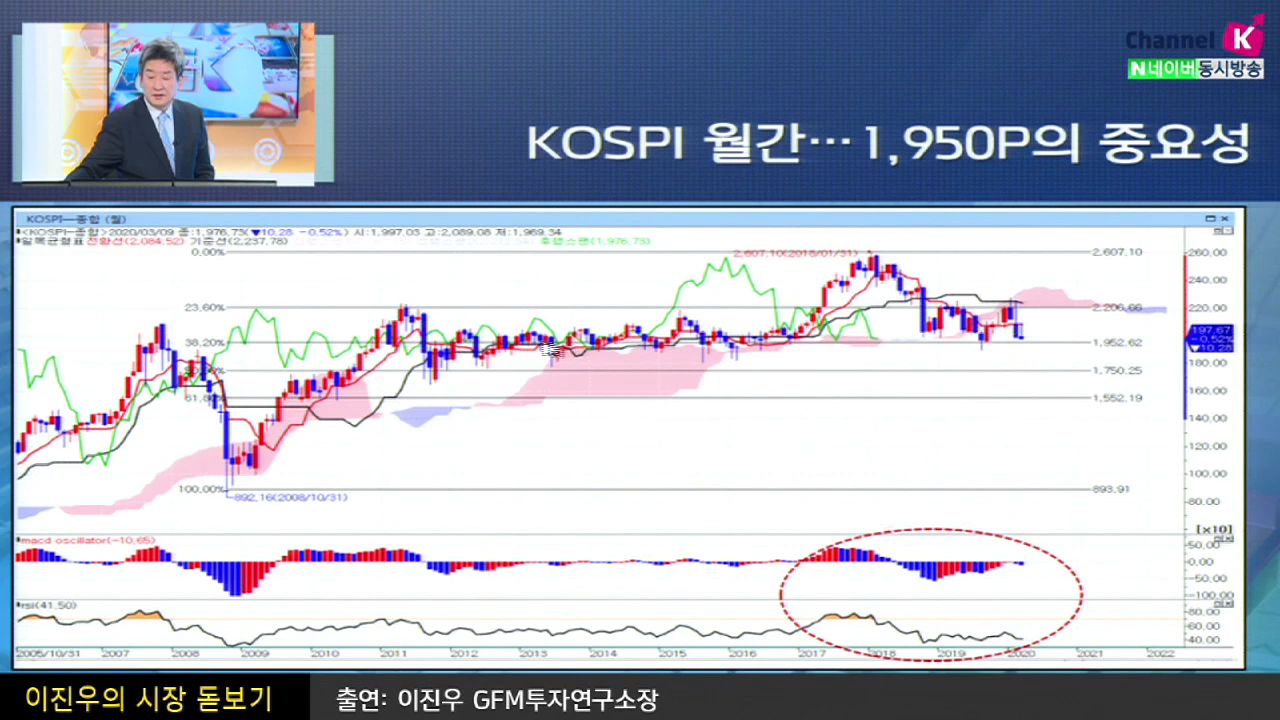 Channel K
N네이버 동시방송
KOSPI 월간…1,950P의 중요성
KOSPI-종합 (월)
<KOSPI-종합>2020/03/09 종:1,976.73(▼10.28 -0.52%) 시:1,997.03 고:2,089.08 저:1,969.34
일목균형표 전환선(2,084.52) 기준선(2,237.78) 후행스팬(1,976.73)
0.00%
2,607.10(2018/01/31)
2,607.10
260.00
240.00
23.60%
220.00
197.67
-0.52%
▼10.28
38.20%
1,952.62
180.00
1,750.25
160.00
61.80%
1,552.19
140.00
120.00
100.00
100.00%
893.91
892.16(2008/10/31)
80.00
[×10]
macd oscillator(-10.65)
50.00
0.00
-50.00
-100.00
rsi(41.50)
80.00
60.00
40.00
2005/10/31 2007 2008 2009 2010 2011 2012 2013 2014 2015 2016 2017 2018 2019 2020 2021 2022
이진우의 시장 돋보기
출연: 이진우 GFM투자연구소장